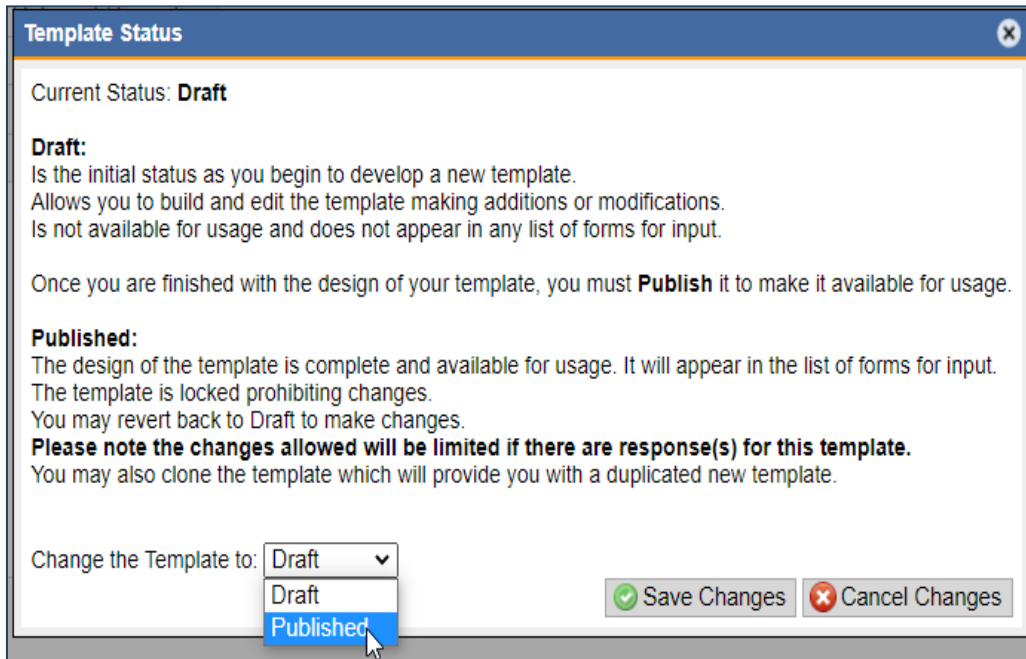 Template Status
Current Status: Draft
Draft:
Is the initial status as you begin to develop a new template.
Allows you to build and edit the template making additions or modifications.
Is not available for usage and does not appear in any list of forms for input.
Once you are finished with the design of your template, you must Publish it to make it available for usage.
Published:
The design of the template is complete and available for usage. It will appear in the list of forms for input.
The template is locked prohibiting changes.
You may revert back to Draft to make changes.
Please note the changes allowed will be limited if there are response(s) for this template.
You may also clone the template which will provide you with a duplicated new template.
Change the Template to: Draft
Draft
Published
Save Changes
Cancel Changes